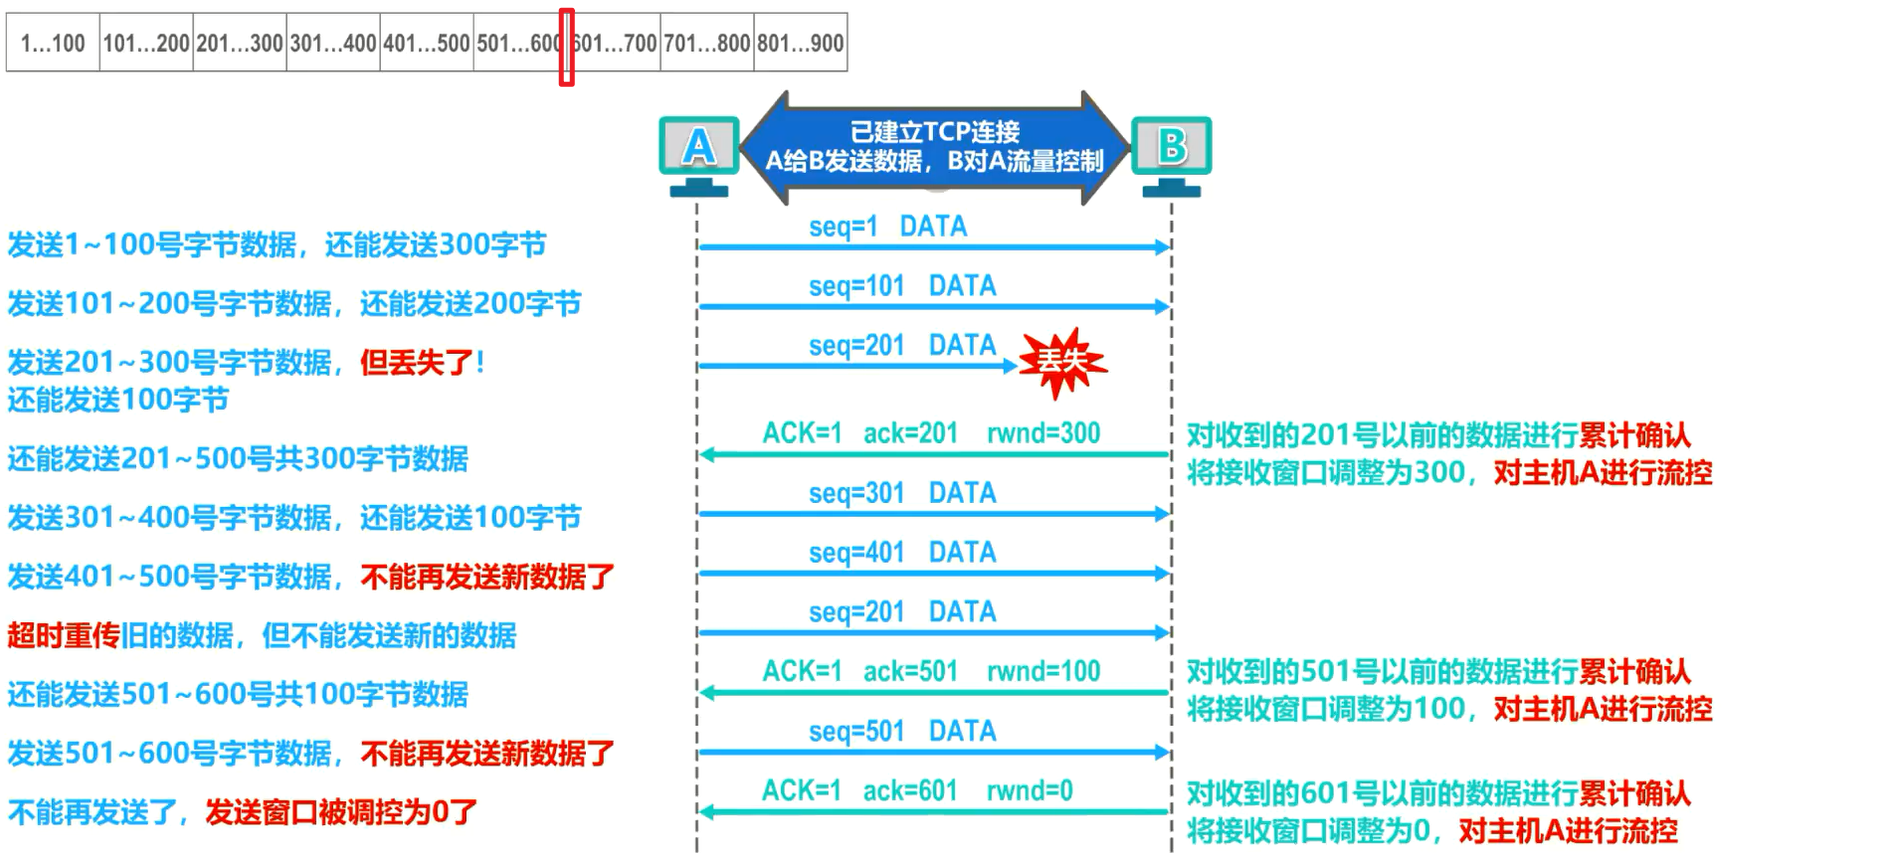 1…100 101…200 201…300 301…400 401…500 501…600 601…700 701…800 801…900
A
已建立TCP连接
A给B发送数据，B对A流量控制
B
发送1~100号字节数据，还能发送300字节
seq=1 DATA
发送101~200号字节数据，还能发送200字节
seq=101 DATA
发送201~300号字节数据，但丢失了！
还能发送100字节
seq=201 DATA
丢失
还能发送201~500号共300字节数据
ACK=1 ack=201 rwnd=300
对收到的201号以前的数据进行累计确认
将接收窗口调整为300，对主机A进行流控
发送301~400号字节数据，还能发送100字节
seq=301 DATA
发送401~500号字节数据，不能再发送新数据了
seq=401 DATA
超时重传旧的数据，但不能发送新的数据
seq=201 DATA
还能发送501~600号共100字节数据
ACK=1 ack=501 rwnd=100
对收到的501号以前的数据进行累计确认
将接收窗口调整为100，对主机A进行流控
发送501~600号字节数据，不能再发送新数据了
seq=501 DATA
不能再发送了，发送窗口被调控为0了
ACK=1 ack=601 rwnd=0
对收到的601号以前的数据进行累计确认
将接收窗口调整为0，对主机A进行流控